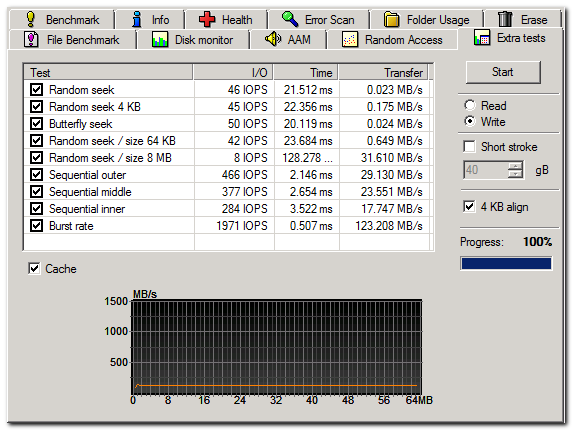 Benchmark Info Health Error Scan Folder Usage Erase
File Benchmark Disk monitor AAM Random Access Extra tests
Test I/O Time Transfer
Random seek 46 IOPS 21.512 ms 0.023 MB/s
Random seek 4 KB 45 IOPS 22.356 ms 0.175 MB/s
Butterfly seek 50 IOPS 20.119 ms 0.024 MB/s
Random seek / size 64 KB 42 IOPS 23.684 ms 0.649 MB/s
Random seek / size 8 MB 8 IOPS 128.278 ... 31.610 MB/s
Sequential outer 466 IOPS 2.146 ms 29.130 MB/s
Sequential middle 377 IOPS 2.654 ms 23.551 MB/s
Sequential inner 284 IOPS 3.522 ms 17.747 MB/s
Burst rate 1971 IOPS 0.507 ms 123.208 MB/s
Start
Read
Write
Short stroke
40 gB
4 KB align
Progress: 100%
Cache
MB/s
1500
1000
500
0 8 16 24 32 40 48 56 64MB